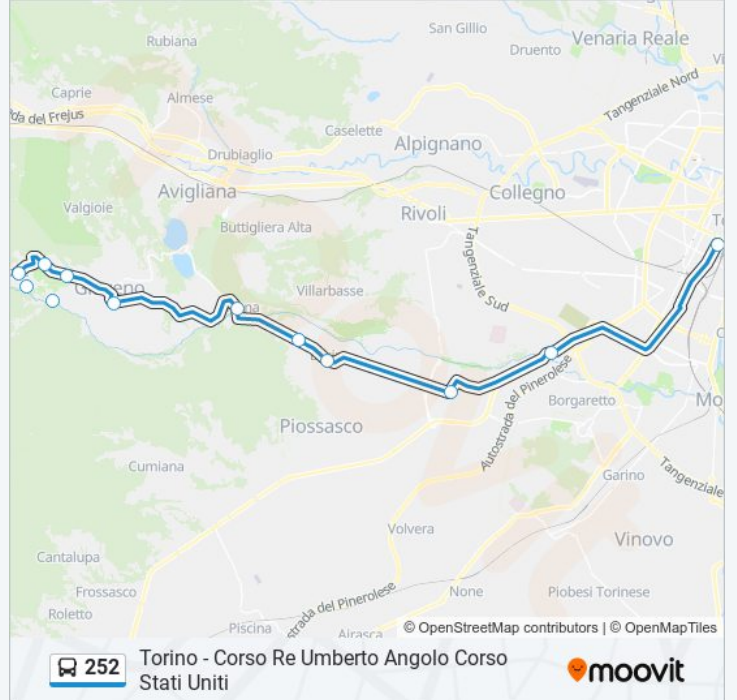 San Gillio
Rubiana
Venaria Reale
Druento
Tangenziale Nord
Caprie
Almese
da del Frejus
Caselette
Alpignano
Drubiaglio
Avigliana
Collegno
Valgioie
Rivoli
Buttigliera Alta
Tangenziale Sud
Villarbasse
Autostrada del Pinerolese
Borgaretto
Piossasco
Cumiana
Garino
Tangenziale
Volvera
Vinovo
Cantalupa
Frossasco
None
Piobesi Torinese
Roletto
strada del Pinerolese
Piscina
Airasca
© OpenStreetMap contributors | © OpenMapTiles
252
Torino - Corso Re Umberto Angolo Corso
Stati Uniti
moovit